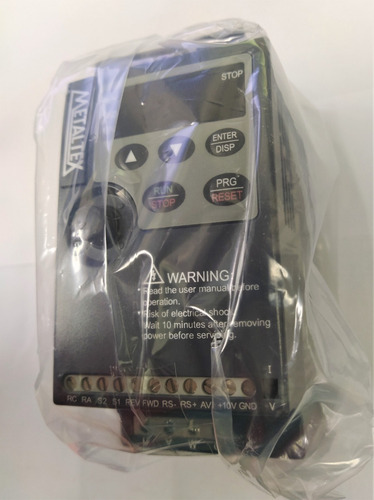 METALTEX
STOP
ENTER
DISP
RUN
STOP
PRG
RESET
WARNING:
Read the user manual before
operation.
Risk of electrical shock
Wait 10 minutes after removing
power before servicing.
RC RA S2 S1 REV FWD RS- RS+ AVI +10V GND
I
V